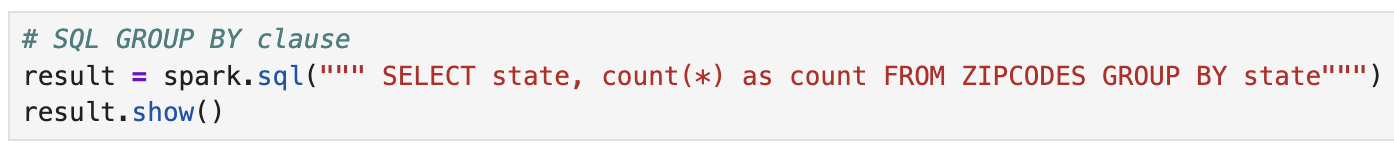 # SQL GROUP BY clause
result = spark.sql(""" SELECT state, count(*) as count FROM ZIPCODES GROUP BY state""")
result.show()